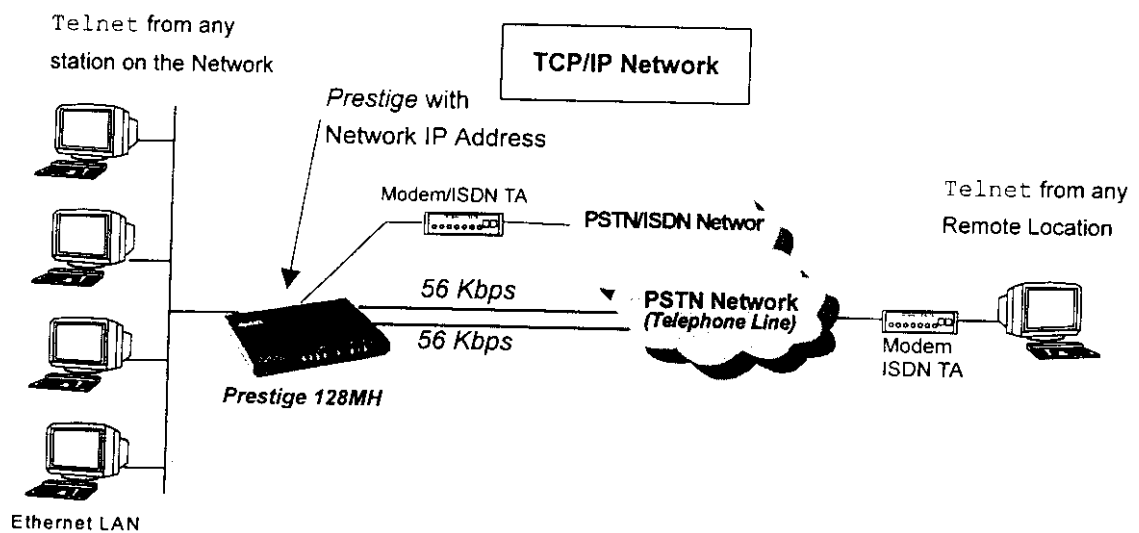 Telnet from any
station on the Network
TCP/IP Network
Prestige with
Network IP Address
Modem/ISDN TA
PSTN/ISDN Networ
Telnet from any
Remote Location
56 Kbps
56 Kbps
PSTN Network
(Telephone Line)
Modem
ISDN TA
Prestige 128MH
Ethernet LAN